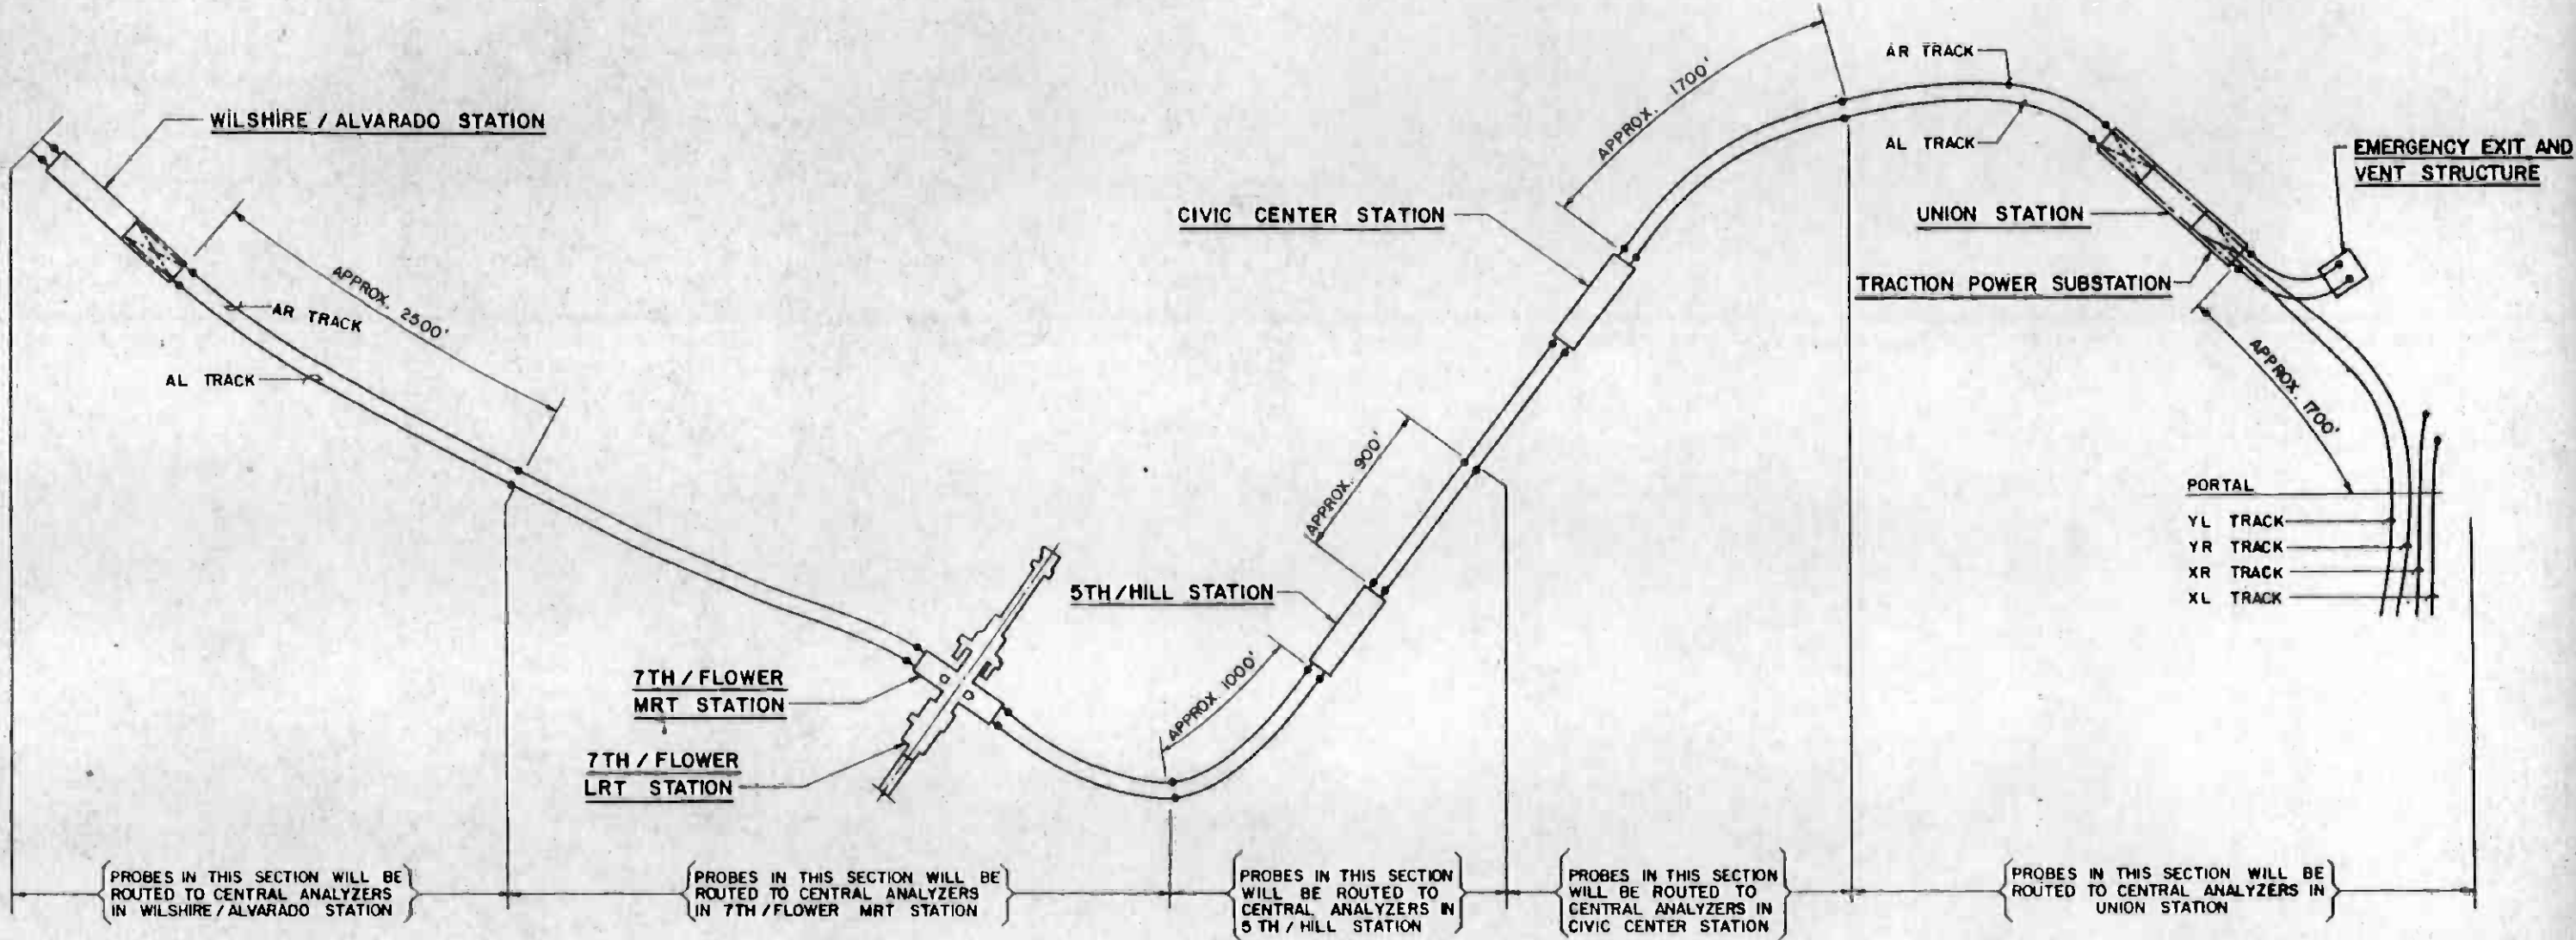 WILSHIRE / ALVARADO STATION
APPROX. 2500'
AR TRACK
AL TRACK
7TH / FLOWER
MRT STATION
7TH / FLOWER
LRT STATION
5TH/HILL STATION
APPROX. 1000'
APPROX. 900'
CIVIC CENTER STATION
APPROX. 1700'
AR TRACK
AL TRACK
UNION STATION
TRACTION POWER SUBSTATION
EMERGENCY EXIT AND
VENT STRUCTURE
APPROX. 1700'
PORTAL
YL TRACK
YR TRACK
XR TRACK
XL TRACK
PROBES IN THIS SECTION WILL BE
ROUTED TO CENTRAL ANALYZERS
IN WILSHIRE/ALVARADO STATION
PROBES IN THIS SECTION WILL BE
ROUTED TO CENTRAL ANALYZERS
IN 7TH/FLOWER MRT STATION
PROBES IN THIS SECTION
WILL BE ROUTED TO
CENTRAL ANALYZERS IN
5TH / HILL STATION
PROBES IN THIS SECTION
WILL BE ROUTED TO
CENTRAL ANALYZERS IN
CIVIC CENTER STATION
PROBES IN THIS SECTION WILL BE
ROUTED TO CENTRAL ANALYZERS IN
UNION STATION